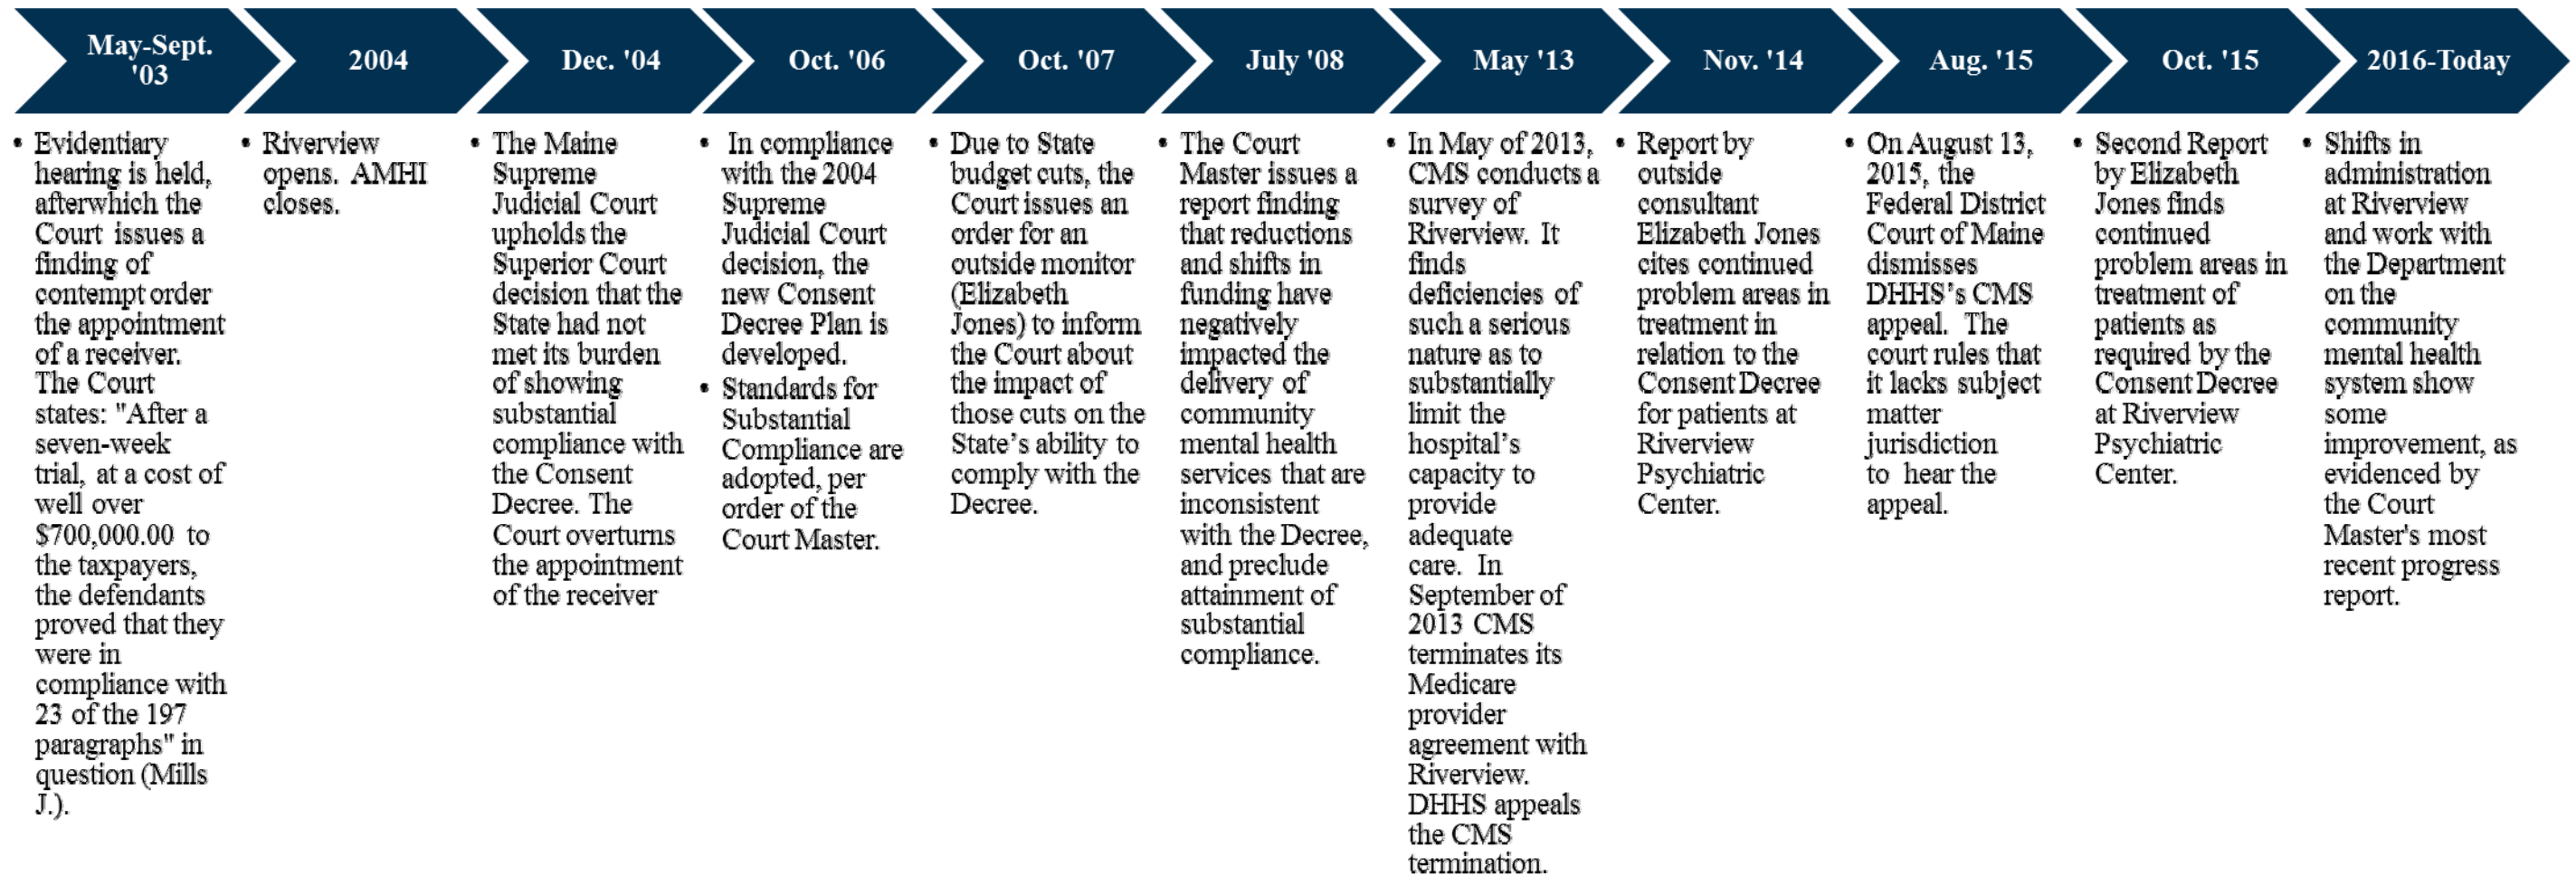 May-Sept.
'03
2004
Dec. '04
Oct. '06
Oct. '07
July '08
May '13
Nov. '14
Aug. '15
Oct. '15
2016-Today
• Evidentiary
hearing is held,
afterwhich the
Court issues a
finding of
contempt order
the appointment
of a receiver.
The Court
states: "After a
seven-week
trial, at a cost of
well over
$700,000.00 to
the taxpayers,
the defendants
proved that they
were in
compliance with
23 of the 197
paragraphs" in
question (Mills
J.).
• Riverview
opens. AMHI
closes.
• The Maine
Supreme
Judicial Court
upholds the
Superior Court
decision that the
State had not
met its burden
of showing
substantial
compliance with
the Consent
Decree. The
Court overturns
the appointment
of the receiver
• In compliance
with the 2004
Supreme
Judicial Court
decision, the
new Consent
Decree Plan is
developed.
• Standards for
Substantial
Compliance are
adopted, per
order of the
Court Master.
• Due to State
budget cuts, the
Court issues an
order for an
outside monitor
(Elizabeth
Jones) to inform
the Court about
the impact of
those cuts on the
State's ability to
comply with the
Decree.
• The Court
Master issues a
report finding
that reductions
and shifts in
funding have
negatively
impacted the
delivery of
community
mental health
services that are
inconsistent
with the Decree,
and preclude
attainment of
substantial
compliance.
• In May of 2013,
CMS conducts a
survey of
Riverview. It
finds
deficiencies of
such a serious
nature as to
substantially
limit the
hospital's
capacity to
provide
adequate
care. In
September of
2013 CMS
terminates its
Medicare
provider
agreement with
Riverview.
DHHS appeals
the CMS
termination.
• Report by
outside
consultant
Elizabeth Jones
cites continued
problem areas in
treatment in
relation to the
Consent Decree
for patients at
Riverview
Psychiatric
Center.
• On August 13,
2015, the
Federal District
Court of Maine
dismisses
DHHS's CMS
appeal. The
court rules that
it lacks subject
matter
jurisdiction
to hear the
appeal.
• Second Report
by Elizabeth
Jones finds
continued
problem areas in
treatment of
patients as
required by the
Consent Decree
at Riverview
Psychiatric
Center.
• Shifts in
administration
at Riverview
and work with
the Department
on the
community
mental health
system show
some
improvement, as
evidenced by
the Court
Master's most
recent progress
report.